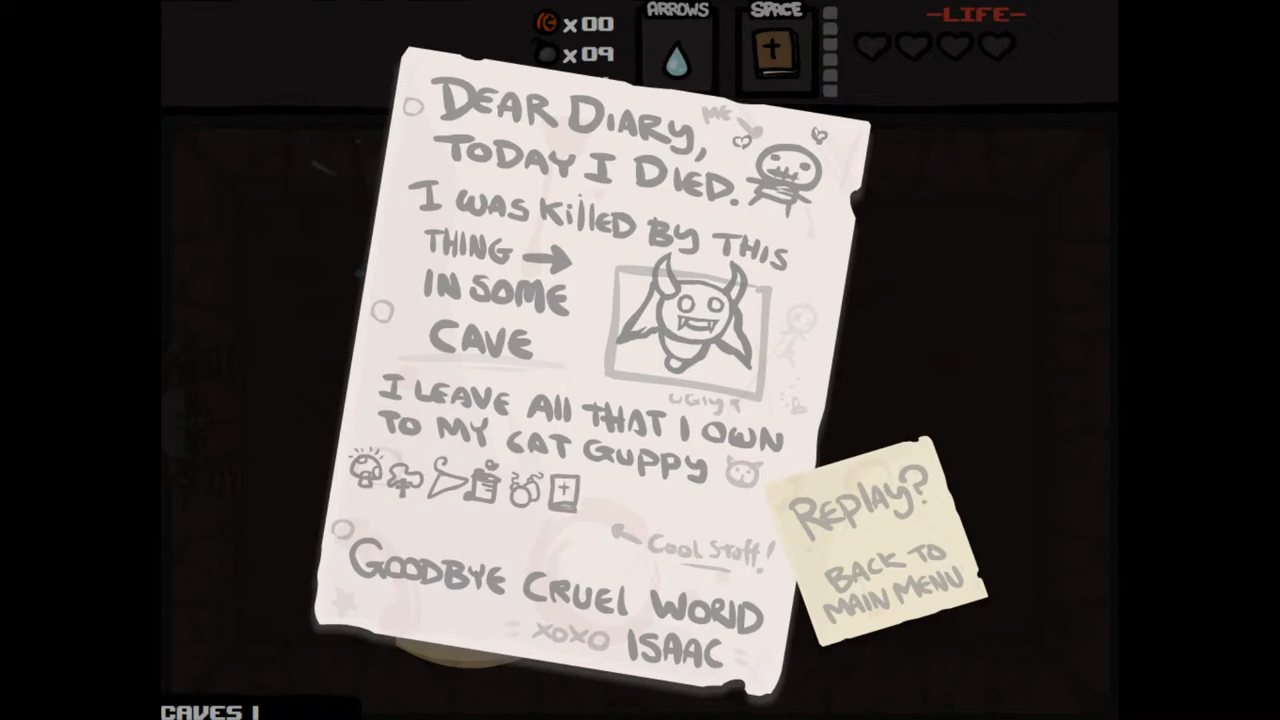 ARROWS
SPACE
-LIFE-
x00
x09
DEAR DIARY,
ME
TODAY I DIED.
I WAS KILLED BY THIS
THING
IN SOME
CAVE
UGLY
I LEAVE ALL THAT I OWN
TO MY CAT GUPPY
COOL STUFF!
GOODBYE CRUEL WORLD
XOXO ISAAC
REPLAY?
BACK TO
MAIN MENU
CAVES I